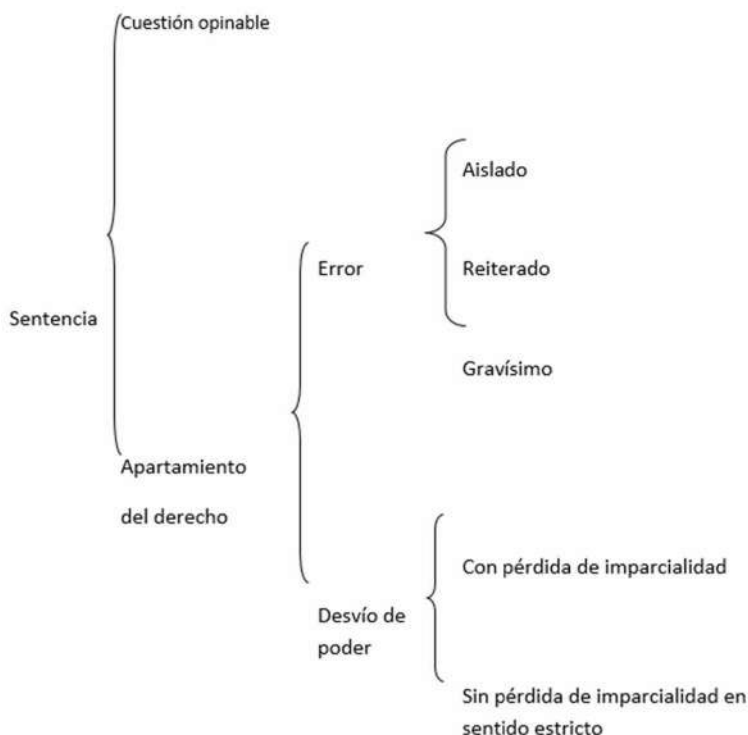 Cuestión opinable
Aislado
Error
Reiterado
Sentencia
Gravísimo
Apartamiento
del derecho
Con pérdida de imparcialidad
Desvío de
poder
Sin pérdida de imparcialidad en
sentido estricto